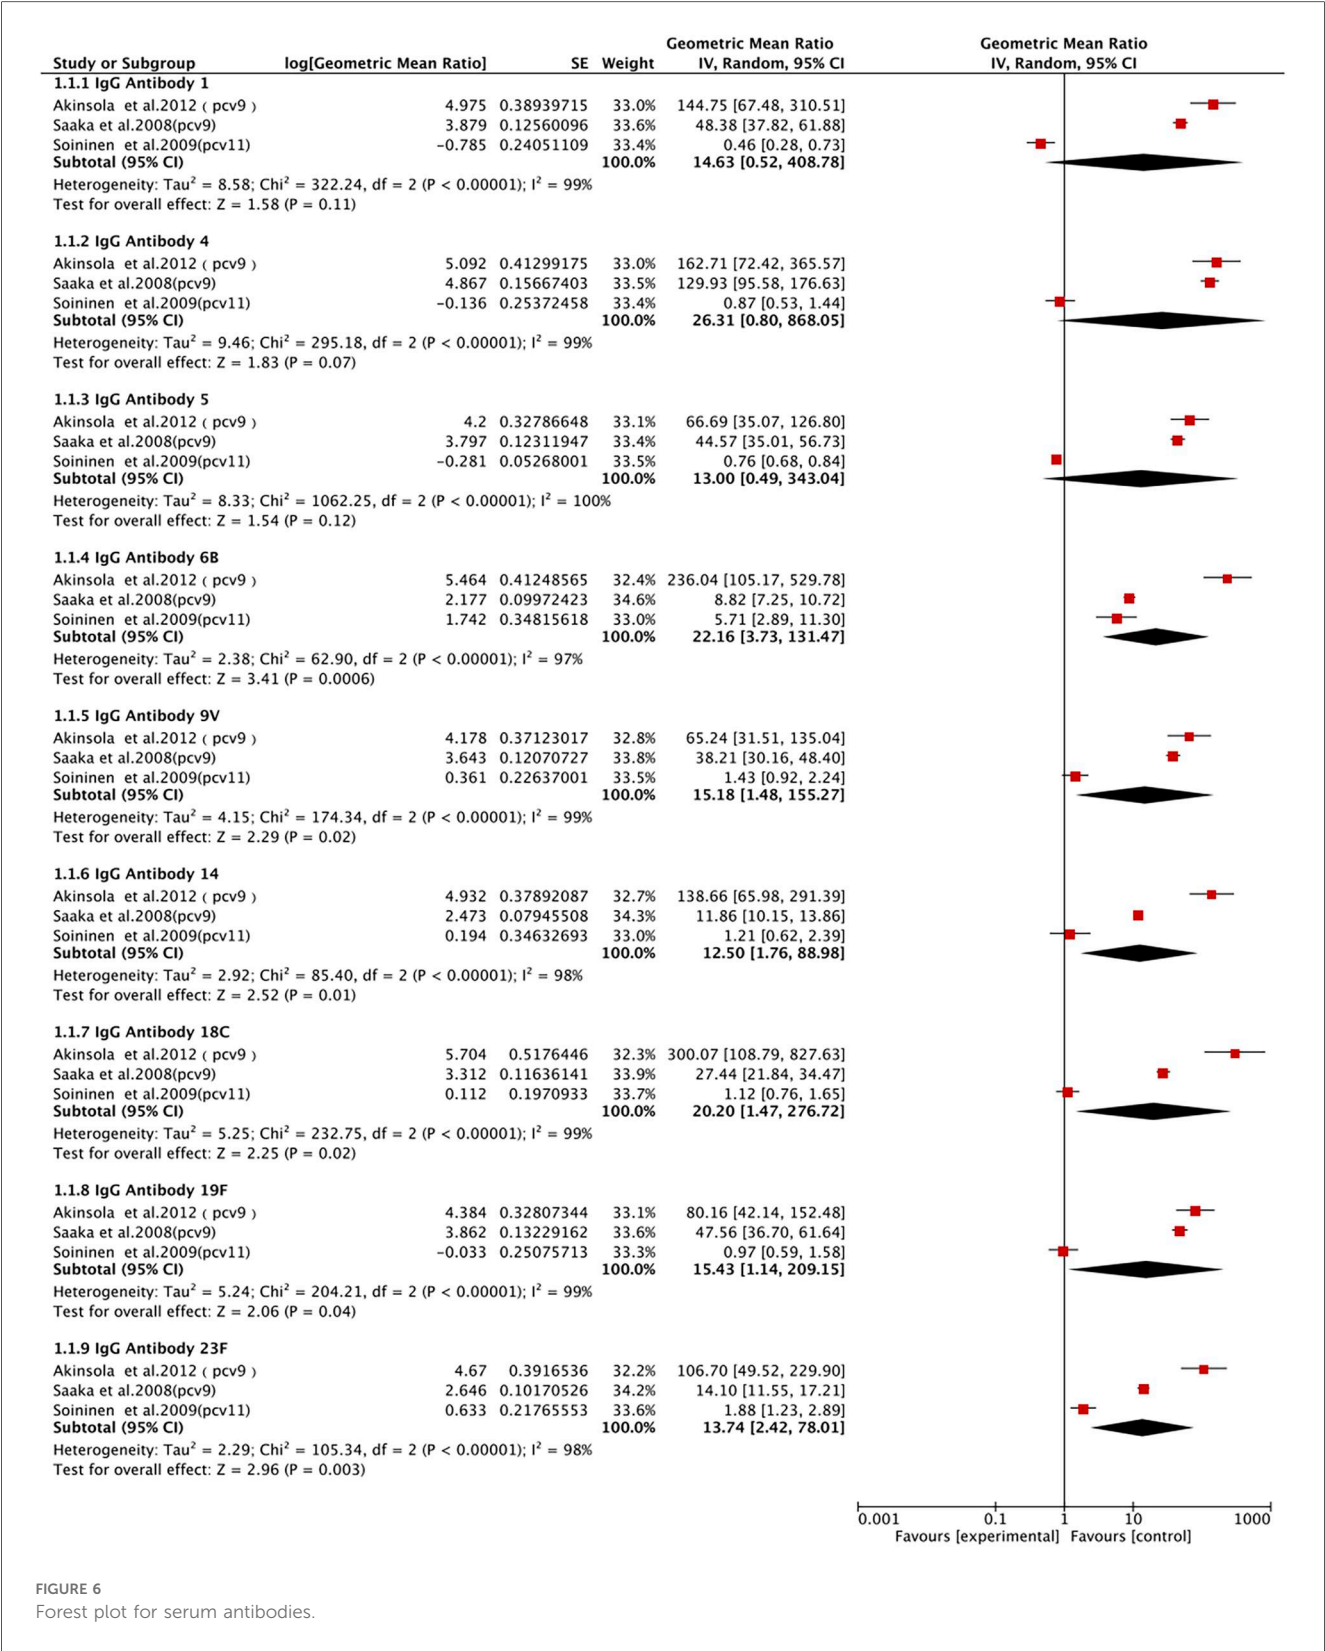 Geometric Mean Ratio Geometric Mean Ratio
Study or Subgroup log[Geometric Mean Ratio] SE Weight IV, Random, 95% CI IV, Random, 95% CI
1.1.1 IgG Antibody 1
Akinsola et al.2012 ( pcv9 ) 4.975 0.38939715 33.0% 144.75 [67.48, 310.51]
Saaka et al.2008(pcv9) 3.879 0.12560096 33.6% 48.38 [37.82, 61.88]
Soininen et al.2009(pcv11) −0.785 0.24051109 33.4% 0.46 [0.28, 0.73]
Subtotal (95% CI) 100.0% 14.63 [0.52, 408.78]
Heterogeneity: Tau² = 8.58; Chi² = 322.24, df = 2 (P < 0.00001); I² = 99%
Test for overall effect: Z = 1.58 (P = 0.11)
1.1.2 IgG Antibody 4
Akinsola et al.2012 ( pcv9 ) 5.092 0.41299175 33.0% 162.71 [72.42, 365.57]
Saaka et al.2008(pcv9) 4.867 0.15667403 33.5% 129.93 [95.58, 176.63]
Soininen et al.2009(pcv11) −0.136 0.25372458 33.4% 0.87 [0.53, 1.44]
Subtotal (95% CI) 100.0% 26.31 [0.80, 868.05]
Heterogeneity: Tau² = 9.46; Chi² = 295.18, df = 2 (P < 0.00001); I² = 99%
Test for overall effect: Z = 1.83 (P = 0.07)
1.1.3 IgG Antibody 5
Akinsola et al.2012 ( pcv9 ) 4.2 0.32786648 33.1% 66.69 [35.07, 126.80]
Saaka et al.2008(pcv9) 3.797 0.12311947 33.4% 44.57 [35.01, 56.73]
Soininen et al.2009(pcv11) −0.281 0.05268001 33.5% 0.76 [0.68, 0.84]
Subtotal (95% CI) 100.0% 13.00 [0.49, 343.04]
Heterogeneity: Tau² = 8.33; Chi² = 1062.25, df = 2 (P < 0.00001); I² = 100%
Test for overall effect: Z = 1.54 (P = 0.12)
1.1.4 IgG Antibody 6B
Akinsola et al.2012 ( pcv9 ) 5.464 0.41248565 32.4% 236.04 [105.17, 529.78]
Saaka et al.2008(pcv9) 2.177 0.09972423 34.6% 8.82 [7.25, 10.72]
Soininen et al.2009(pcv11) 1.742 0.34815618 33.0% 5.71 [2.89, 11.30]
Subtotal (95% CI) 100.0% 22.16 [3.73, 131.47]
Heterogeneity: Tau² = 2.38; Chi² = 62.90, df = 2 (P < 0.00001); I² = 97%
Test for overall effect: Z = 3.41 (P = 0.0006)
1.1.5 IgG Antibody 9V
Akinsola et al.2012 ( pcv9 ) 4.178 0.37123017 32.8% 65.24 [31.51, 135.04]
Saaka et al.2008(pcv9) 3.643 0.12070727 33.8% 38.21 [30.16, 48.40]
Soininen et al.2009(pcv11) 0.361 0.22637001 33.5% 1.43 [0.92, 2.24]
Subtotal (95% CI) 100.0% 15.18 [1.48, 155.27]
Heterogeneity: Tau² = 4.15; Chi² = 174.34, df = 2 (P < 0.00001); I² = 99%
Test for overall effect: Z = 2.29 (P = 0.02)
1.1.6 IgG Antibody 14
Akinsola et al.2012 ( pcv9 ) 4.932 0.37892087 32.7% 138.66 [65.98, 291.39]
Saaka et al.2008(pcv9) 2.473 0.07945508 34.3% 11.86 [10.15, 13.86]
Soininen et al.2009(pcv11) 0.194 0.34632693 33.0% 1.21 [0.62, 2.39]
Subtotal (95% CI) 100.0% 12.50 [1.76, 88.98]
Heterogeneity: Tau² = 2.92; Chi² = 85.40, df = 2 (P < 0.00001); I² = 98%
Test for overall effect: Z = 2.52 (P = 0.01)
1.1.7 IgG Antibody 18C
Akinsola et al.2012 ( pcv9 ) 5.704 0.5176446 32.3% 300.07 [108.79, 827.63]
Saaka et al.2008(pcv9) 3.312 0.11636141 33.9% 27.44 [21.84, 34.47]
Soininen et al.2009(pcv11) 0.112 0.1970933 33.7% 1.12 [0.76, 1.65]
Subtotal (95% CI) 100.0% 20.20 [1.47, 276.72]
Heterogeneity: Tau² = 5.25; Chi² = 232.75, df = 2 (P < 0.00001); I² = 99%
Test for overall effect: Z = 2.25 (P = 0.02)
1.1.8 IgG Antibody 19F
Akinsola et al.2012 ( pcv9 ) 4.384 0.32807344 33.1% 80.16 [42.14, 152.48]
Saaka et al.2008(pcv9) 3.862 0.13229162 33.6% 47.56 [36.70, 61.64]
Soininen et al.2009(pcv11) −0.033 0.25075713 33.3% 0.97 [0.59, 1.58]
Subtotal (95% CI) 100.0% 15.43 [1.14, 209.15]
Heterogeneity: Tau² = 5.24; Chi² = 204.21, df = 2 (P < 0.00001); I² = 99%
Test for overall effect: Z = 2.06 (P = 0.04)
1.1.9 IgG Antibody 23F
Akinsola et al.2012 ( pcv9 ) 4.67 0.3916536 32.2% 106.70 [49.52, 229.90]
Saaka et al.2008(pcv9) 2.646 0.10170526 34.2% 14.10 [11.55, 17.21]
Soininen et al.2009(pcv11) 0.633 0.21765553 33.6% 1.88 [1.23, 2.89]
Subtotal (95% CI) 100.0% 13.74 [2.42, 78.01]
Heterogeneity: Tau² = 2.29; Chi² = 105.34, df = 2 (P < 0.00001); I² = 98%
Test for overall effect: Z = 2.96 (P = 0.003)
0.001 0.1 1 10 1000
Favours [experimental] Favours [control]
FIGURE 6
Forest plot for serum antibodies.